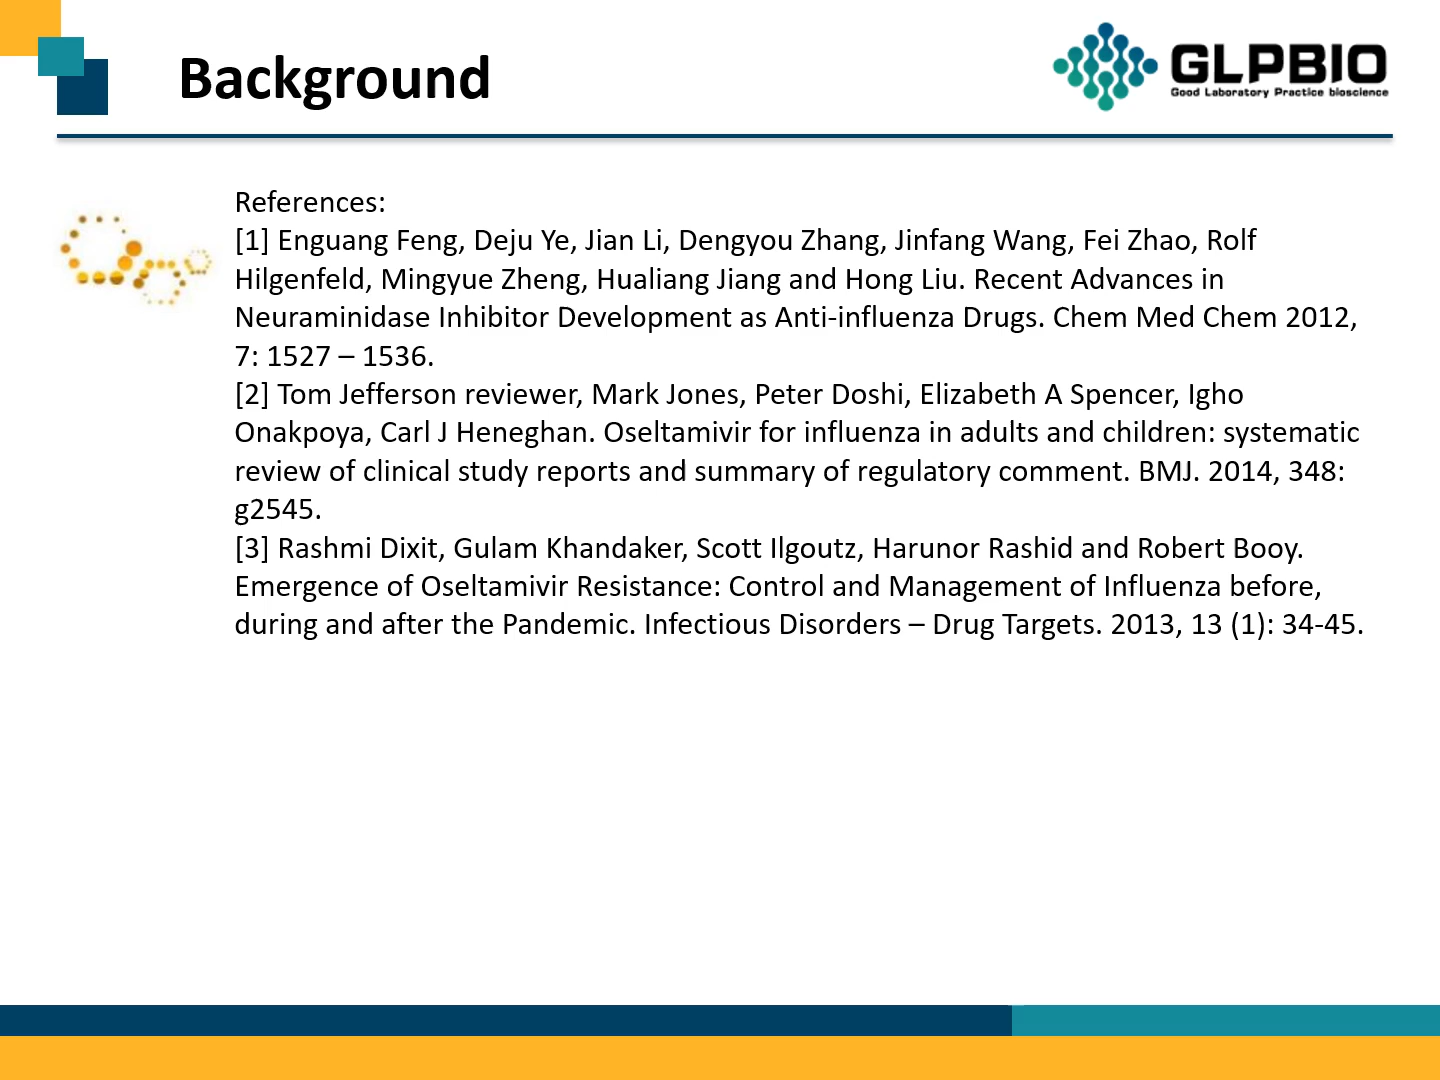 Background
GLPBIO
Good Laboratory Practice bioscience
References:
[1] Enguang Feng, Deju Ye, Jian Li, Dengyou Zhang, Jinfang Wang, Fei Zhao, Rolf
Hilgenfeld, Mingyue Zheng, Hualiang Jiang and Hong Liu. Recent Advances in
Neuraminidase Inhibitor Development as Anti-influenza Drugs. Chem Med Chem 2012,
7: 1527 – 1536.
[2] Tom Jefferson reviewer, Mark Jones, Peter Doshi, Elizabeth A Spencer, Igho
Onakpoya, Carl J Heneghan. Oseltamivir for influenza in adults and children: systematic
review of clinical study reports and summary of regulatory comment. BMJ. 2014, 348:
g2545.
[3] Rashmi Dixit, Gulam Khandaker, Scott Ilgoutz, Harunor Rashid and Robert Booy.
Emergence of Oseltamivir Resistance: Control and Management of Influenza before,
during and after the Pandemic. Infectious Disorders – Drug Targets. 2013, 13 (1): 34-45.